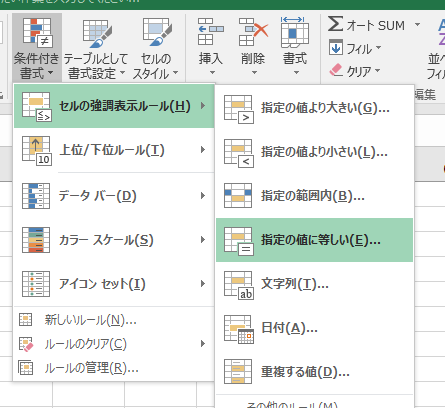 条件付き
書式
テーブルとして
書式設定
セルの
スタイル
挿入
削除
書式
オート SUM
フィル
クリア
並べ
フィル
編集
セルの強調表示ルール(H)
上位/下位ルール(T)
データ バー(D)
カラー スケール(S)
アイコン セット(I)
新しいルール(N)...
ルールのクリア(C)
ルールの管理(R)...
指定の値より大きい(G)...
指定の値より小さい(L)...
指定の範囲内(B)...
指定の値に等しい(E)...
文字列(T)...
日付(A)...
重複する値(D)...
その他のルール(M)...